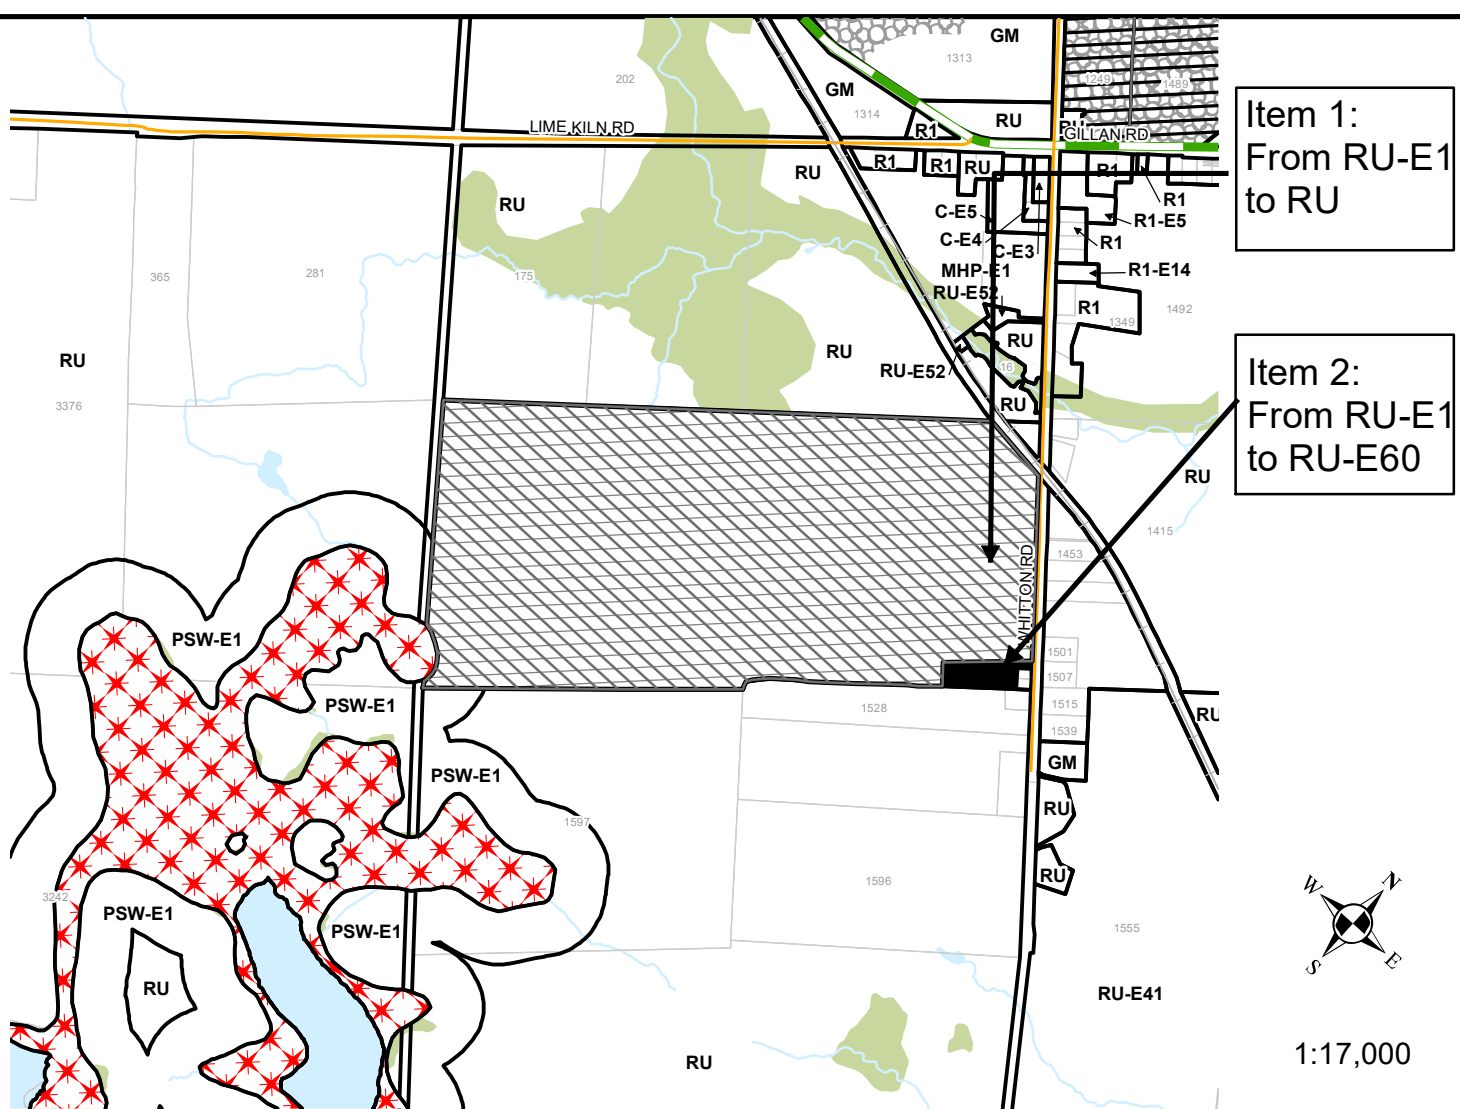 GM
1313
202
GM
1314
1249
1489
Item 1:
From RU-E1
to RU
LIME KILN RD
R1
RU
RU
GILLAN RD
R1
R1
RU
R1
RU
R1
RU
C-E5
R1-E5
C-E4
R1
C-E3
365
281
175
MHP-E1
R1-E14
RU-E52
R1
1349
1492
RU
RU
RU
RU-E52
16
3376
RU
Item 2:
From RU-E1
to RU-E60
RU
1415
1453
WHITTON RD
PSW-E1
1501
1507
PSW-E1
1528
1515
RU
1539
GM
PSW-E1
RU
1597
RU
1596
3242
PSW-E1
PSW-E1
1555
W
N
S
E
RU
RU-E41
RU
1:17,000